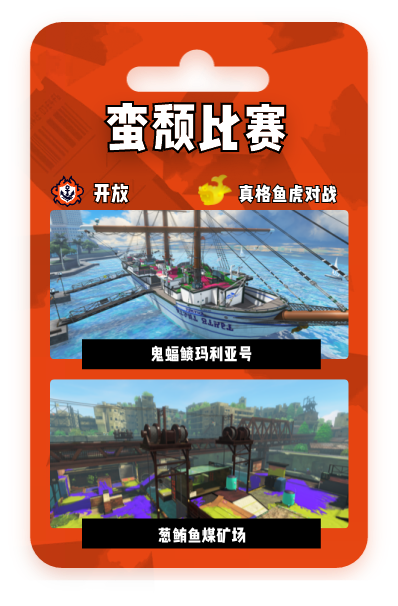 蛮颓比赛
开放
真格鱼虎对战
鬼蝠鲼玛利亚号
葱鲔鱼煤矿场